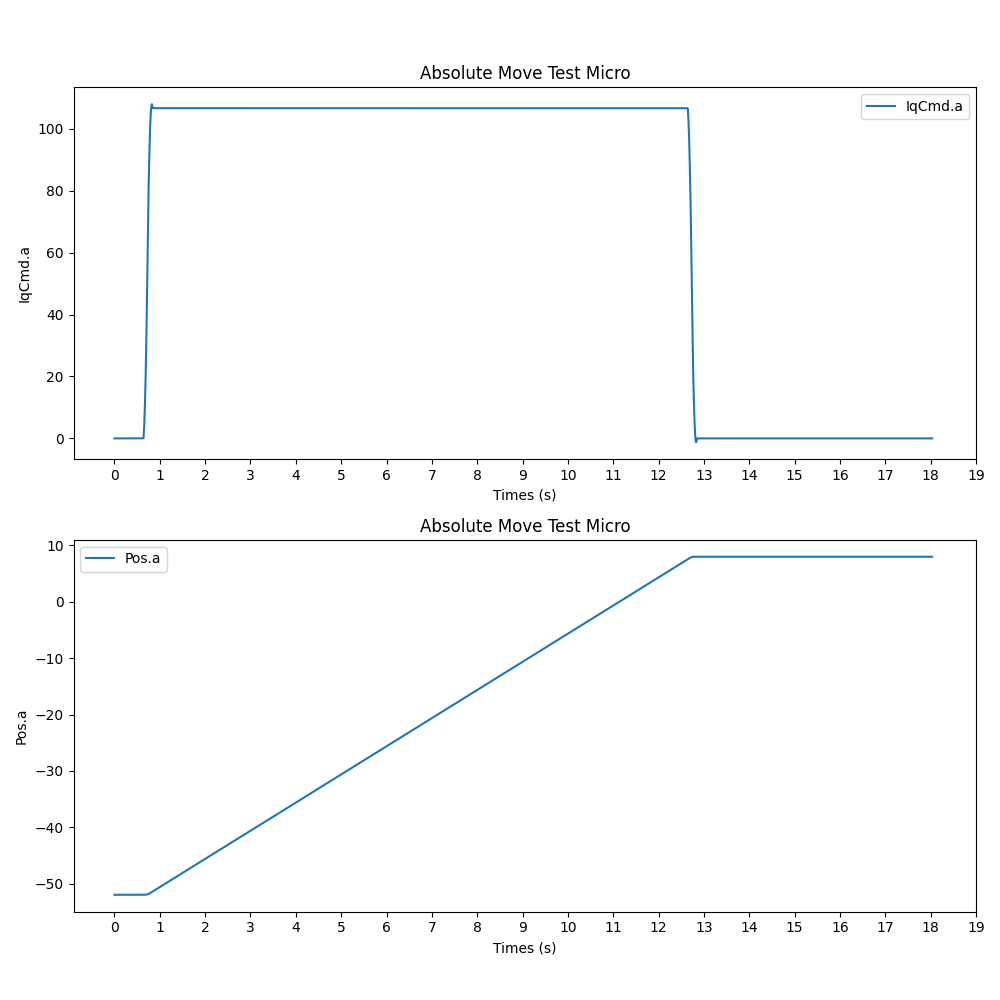 Absolute Move Test Micro
IqCmd.a
100
80
60
40
20
0
IqCmd.a
0 1 2 3 4 5 6 7 8 9 10 11 12 13 14 15 16 17 18 19
Times (s)
Absolute Move Test Micro
Pos.a
10
0
−10
−20
−30
−40
−50
Pos.a
0 1 2 3 4 5 6 7 8 9 10 11 12 13 14 15 16 17 18 19
Times (s)